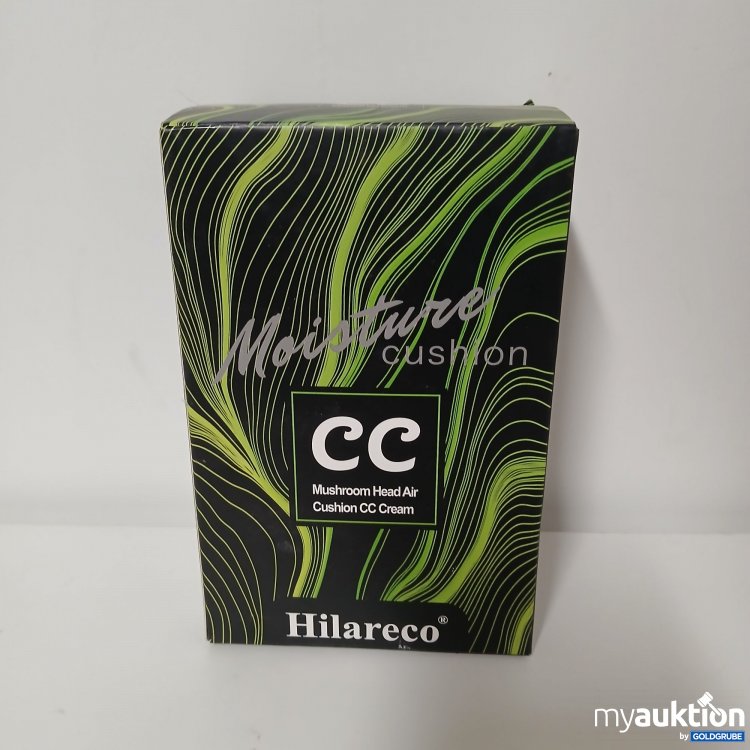 Moisture
cushion
CC
Mushroom Head Air
Cushion CC Cream
Hilareco®
myauktion
by GOLDGRUBE